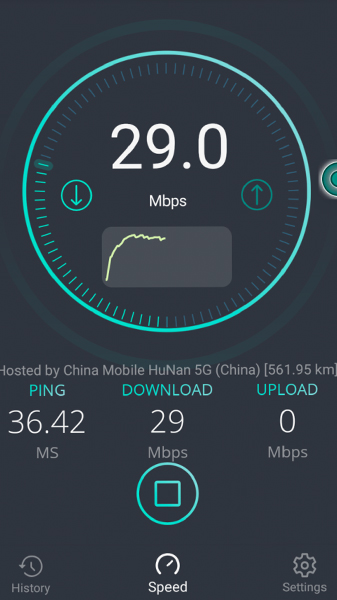 29.0
Mbps
Hosted by China Mobile HuNan 5G (China) [561.95 km]
PING DOWNLOAD UPLOAD
36.42 29 0
MS Mbps Mbps
History Speed Settings